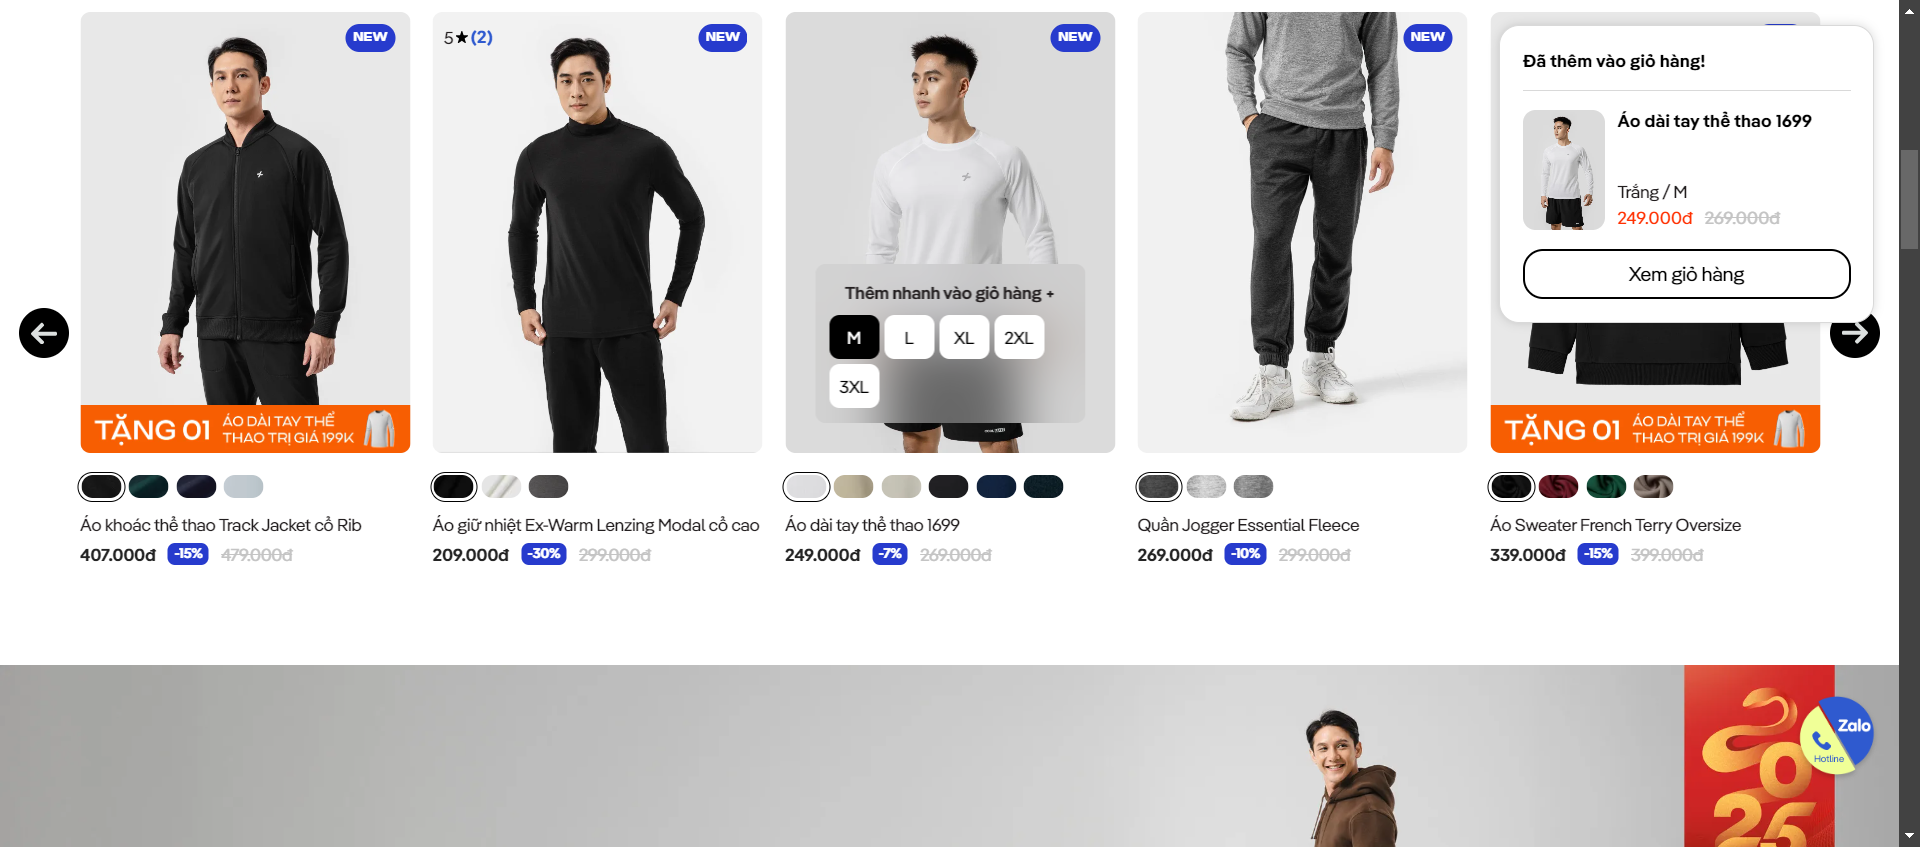 NEW
5★(2)
NEW
NEW
NEW
Đã thêm vào giỏ hàng!
Áo dài tay thể thao 1699
Trắng / M
249.000đ 269.000đ
Xem giỏ hàng
Thêm nhanh vào giỏ hàng +
M L XL 2XL
3XL
TẶNG 01 ÁO DÀI TAY THỂ
THAO TRỊ GIÁ 199K
TẶNG 01 ÁO DÀI TAY THỂ
THAO TRỊ GIÁ 199K
Áo khoác thể thao Track Jacket cổ Rib
407.000đ -15% 479.000đ
Áo giữ nhiệt Ex-Warm Lenzing Modal cổ cao
209.000đ -30% 299.000đ
Áo dài tay thể thao 1699
249.000đ -7% 269.000đ
Quần Jogger Essential Fleece
269.000đ -10% 299.000đ
Áo Sweater French Terry Oversize
339.000đ -15% 399.000đ
Zalo
Hotline
2025